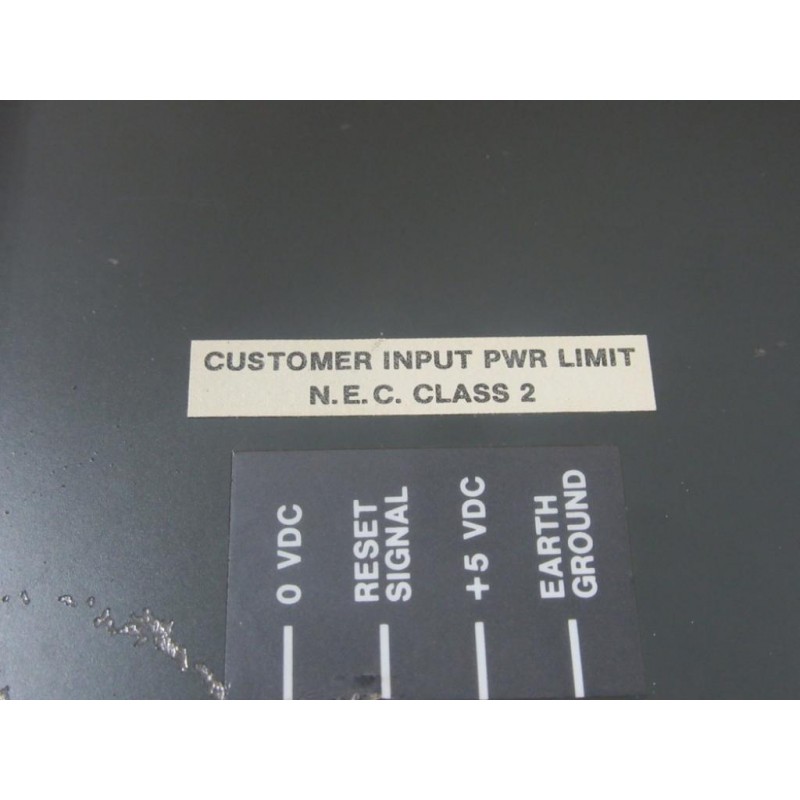 CUSTOMER INPUT PWR LIMIT
N.E.C. CLASS 2
0 VDC
RESET
SIGNAL
+5 VDC
EARTH
GROUND